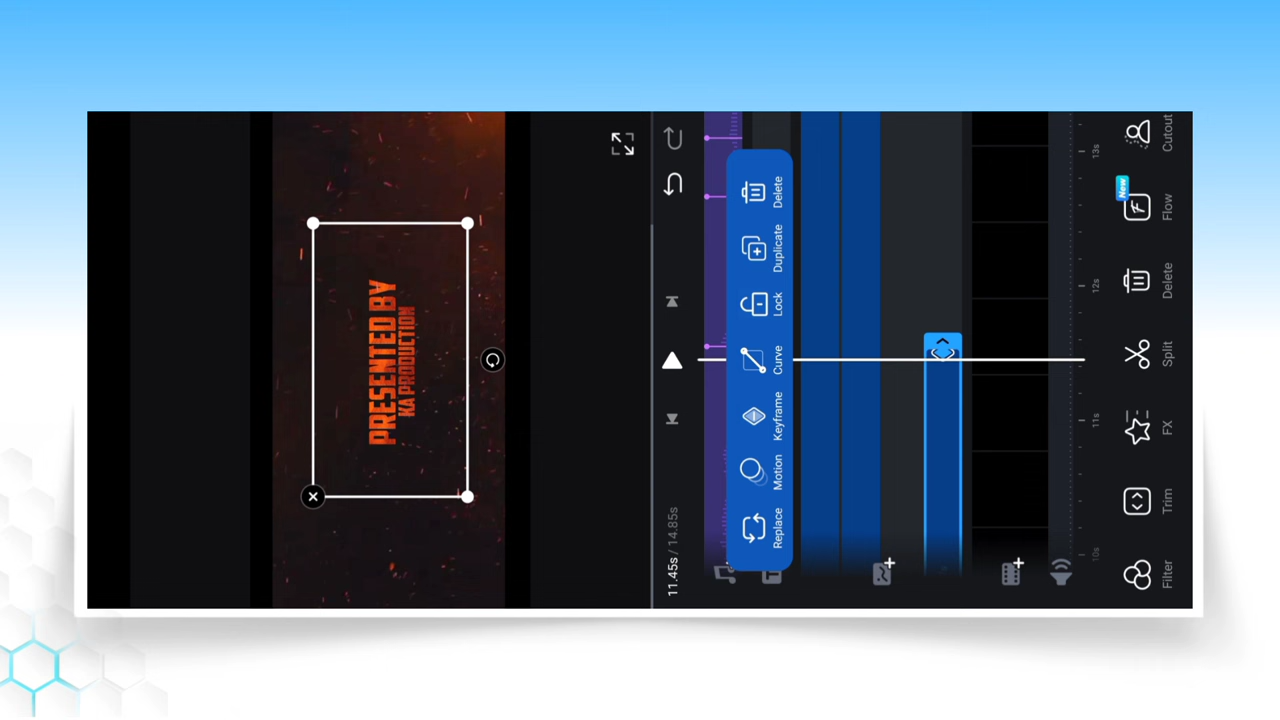 PRESENTED BY
KA PRODUCTION
11.45s / 14.85s
Replace
Motion
Keyframe
Curve
Lock
Duplicate
Delete
10s
11s
12s
13s
Filter
Trim
FX
Split
Delete
Flow
New
Cutout